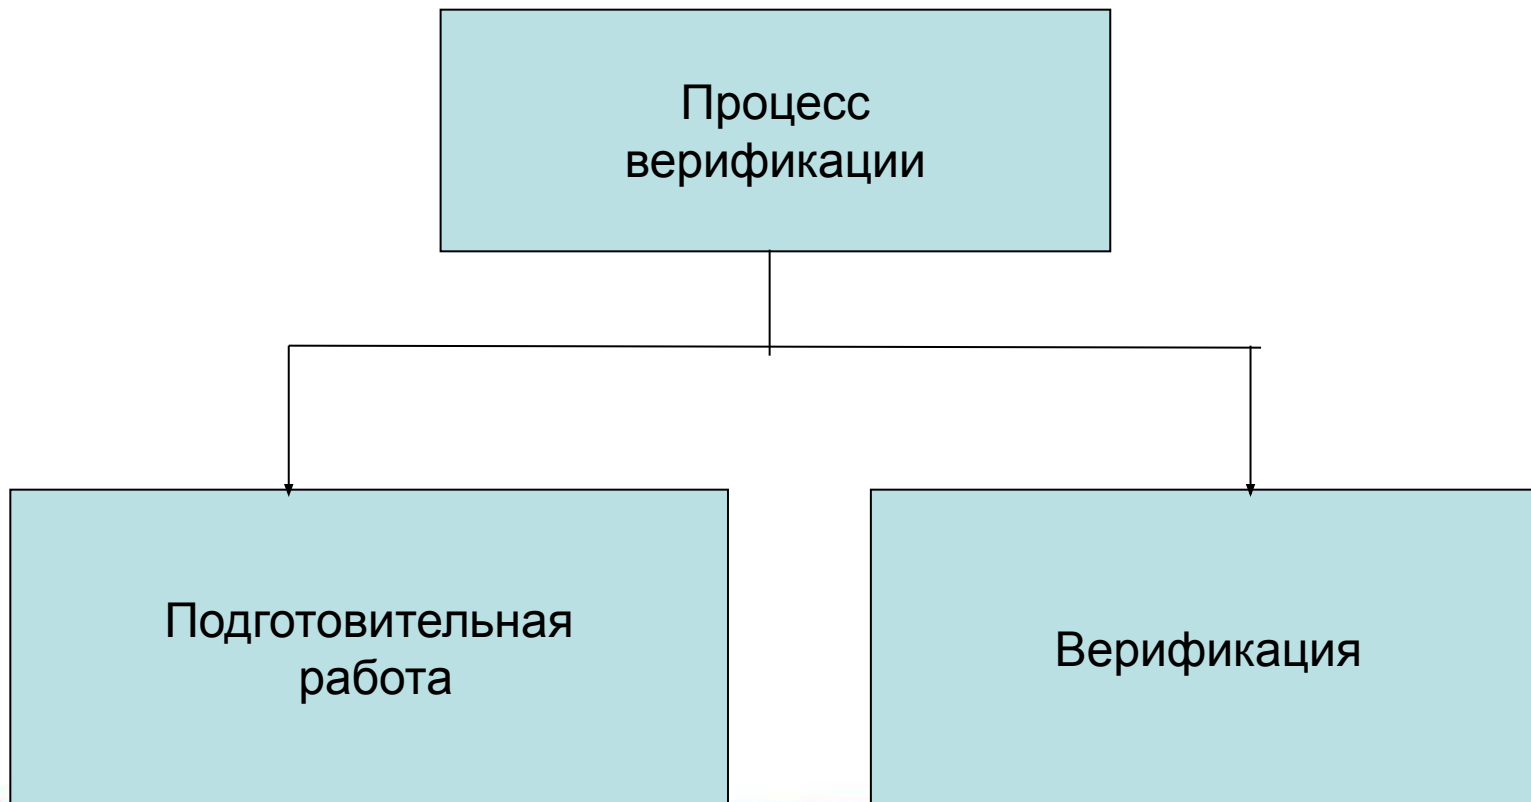 Процесс
верификации
Подготовительная
работа
Верификация